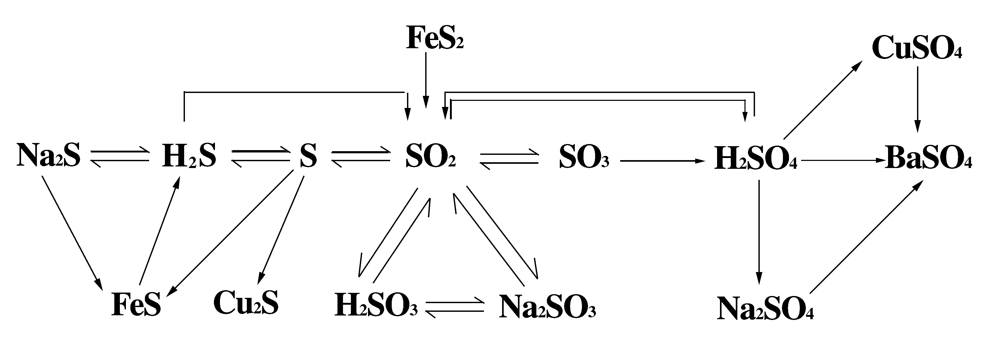 FeS2
CuSO4
Na2S H2S S SO2 SO3 H2SO4 BaSO4
FeS Cu2S H2SO3 Na2SO3 Na2SO4